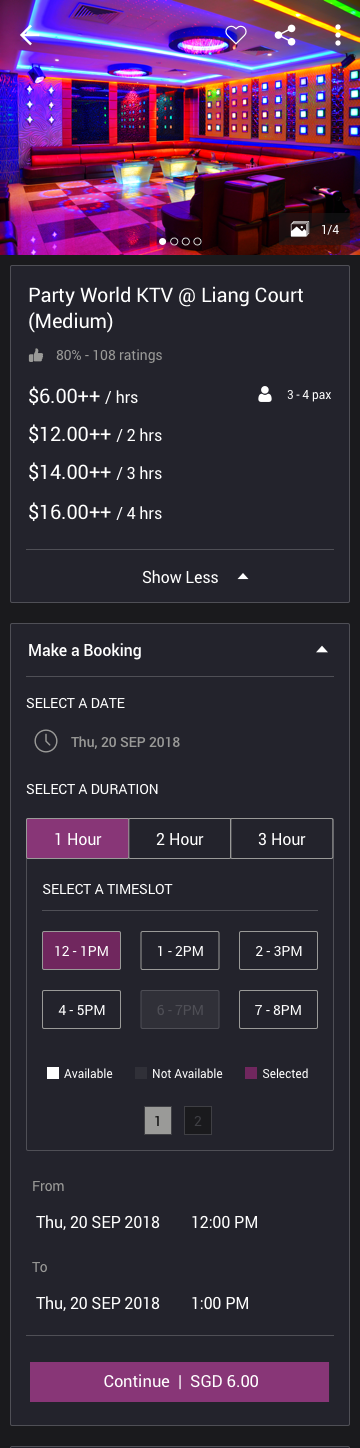 1/4
Party World KTV @ Liang Court
(Medium)
80% - 108 ratings
$6.00++ / hrs
3 - 4 pax
$12.00++ / 2 hrs
$14.00++ / 3 hrs
$16.00++ / 4 hrs
Show Less
Make a Booking
SELECT A DATE
Thu, 20 SEP 2018
SELECT A DURATION
1 Hour 2 Hour 3 Hour
SELECT A TIMESLOT
12 - 1PM 1 - 2PM 2 - 3PM
4 - 5PM 6 - 7PM 7 - 8PM
Available Not Available Selected
1 2
From
Thu, 20 SEP 2018 12:00 PM
To
Thu, 20 SEP 2018 1:00 PM
Continue | SGD 6.00